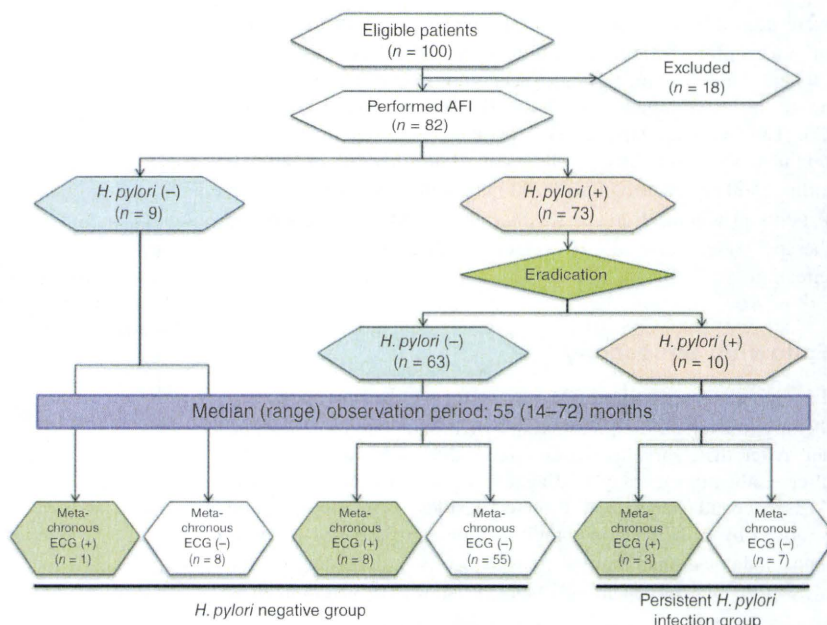 Eligible patients
(n = 100)
Excluded
(n = 18)
Performed AFI
(n = 82)
H. pylori (–)
(n = 9)
H. pylori (+)
(n = 73)
Eradication
H. pylori (–)
(n = 63)
H. pylori (+)
(n = 10)
Median (range) observation period: 55 (14–72) months
Meta-
chronous
ECG (+)
(n = 1)
Meta-
chronous
ECG (–)
(n = 8)
Meta-
chronous
ECG (+)
(n = 8)
Meta-
chronous
ECG (–)
(n = 55)
Meta-
chronous
ECG (+)
(n = 3)
Meta-
chronous
ECG (–)
(n = 7)
H. pylori negative group
Persistent H. pylori
infection group